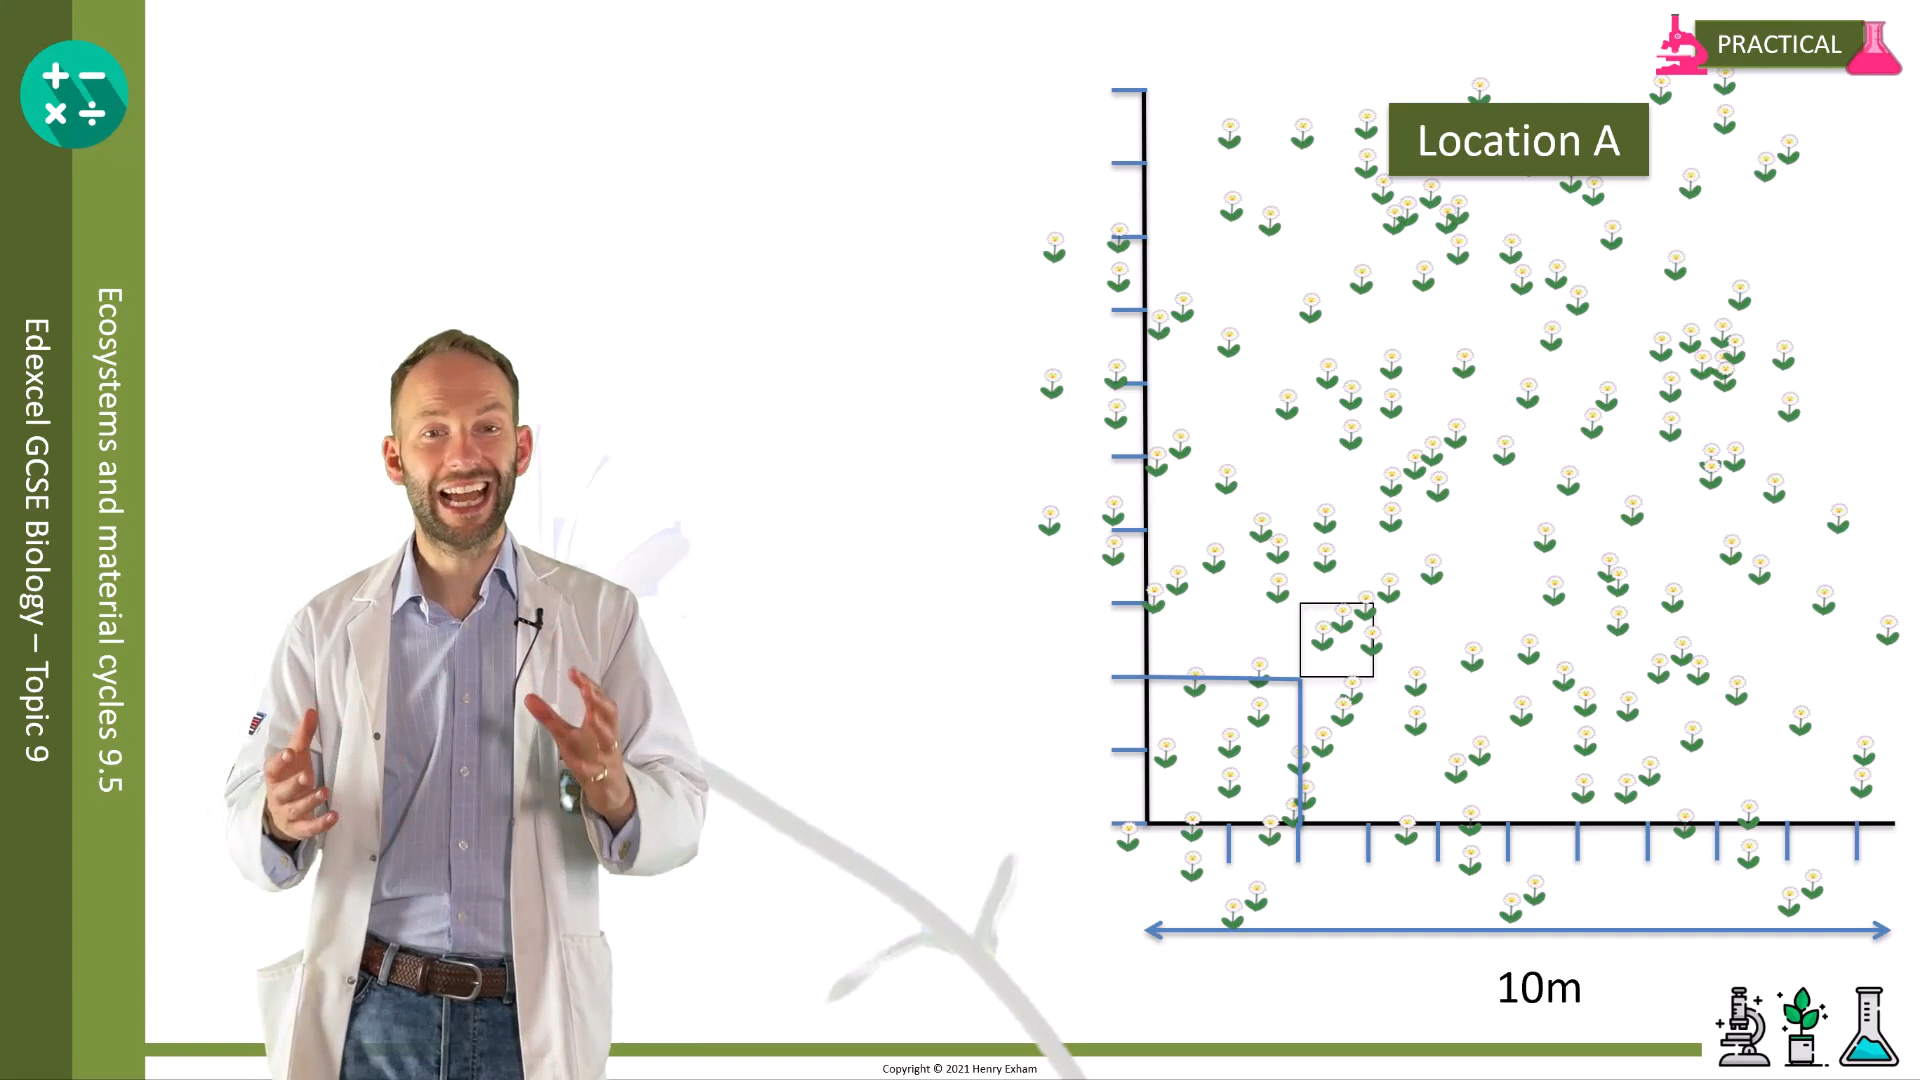 PRACTICAL
Location A
Ecosystems and material cycles 9.5
Edexcel GCSE Biology – Topic 9
10m
Copyright © 2021 Henry Exham